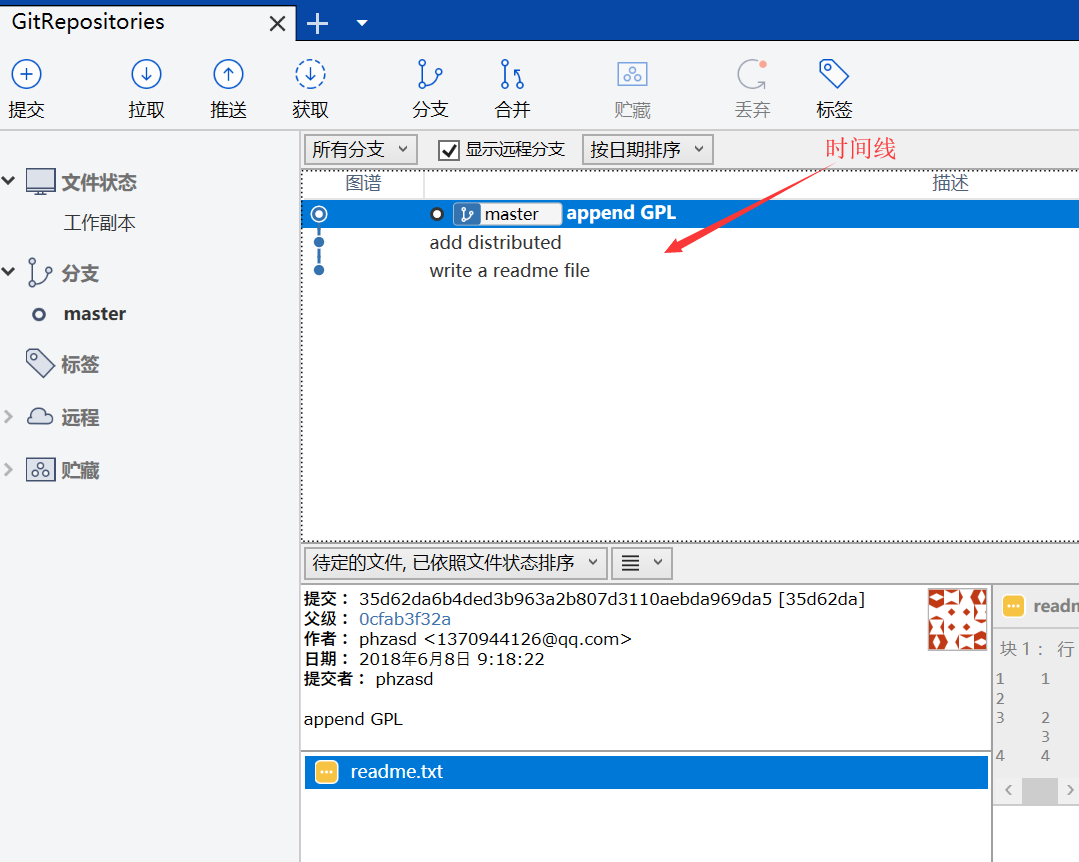 GitRepositories
提交 拉取 推送 获取 分支 合并 贮藏 丢弃 标签
文件状态
工作副本
分支
master
标签
远程
贮藏
所有分支 显示远程分支 按日期排序 时间线
图谱 描述
master append GPL
add distributed
write a readme file
待定的文件, 已依照文件状态排序
提交： 35d62da6b4ded3b963a2b807d3110aebda969da5 [35d62da]
父级： 0cfab3f32a
作者： phzasd <1370944126@qq.com>
日期： 2018年6月8日 9:18:22
提交者： phzasd
append GPL
readme.txt
readm
块 1： 行
1 1
2
3 2
3
4 4